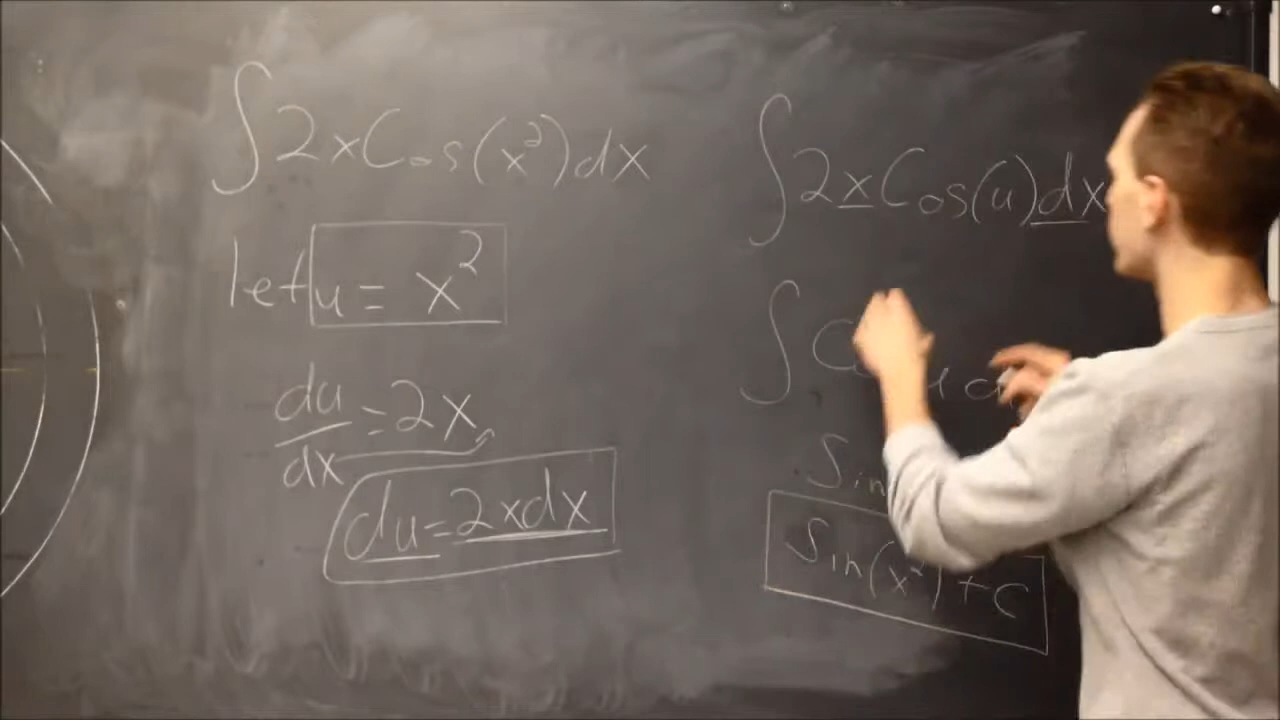 ∫2xCos(x²)dx
let u = x²
du/dx = 2x
du = 2xdx
∫2xCos(u)dx
∫C
Sin
Sin(x²)+C